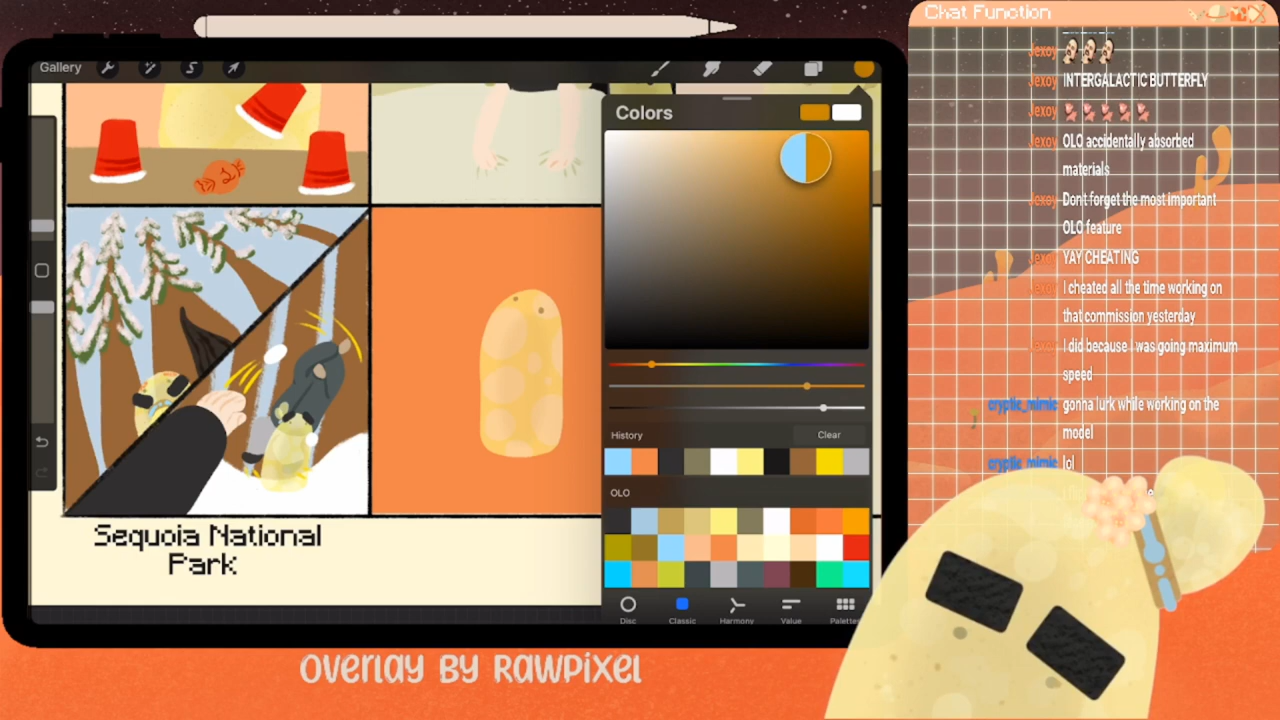 Gallery
Colors
History
Clear
OLO
Disc
Classic
Harmony
Value
Palettes
Sequoia National
Park
OVERLAY BY RAWPIXEL
Chat Function
Jexoy
Jexoy INTERGALACTIC BUTTERFLY
Jexoy
Jexoy OLO accidentally absorbed
materials
Jexoy Dont forget the most important
OLO feature
Jexoy YAY CHEATING
Jexoy I cheated all the time working on
that commission yesterday
Jexoy I did because I was going maximum
speed
cryptic_mimic gonna lurk while working on the
model
cryptic_mimic lol